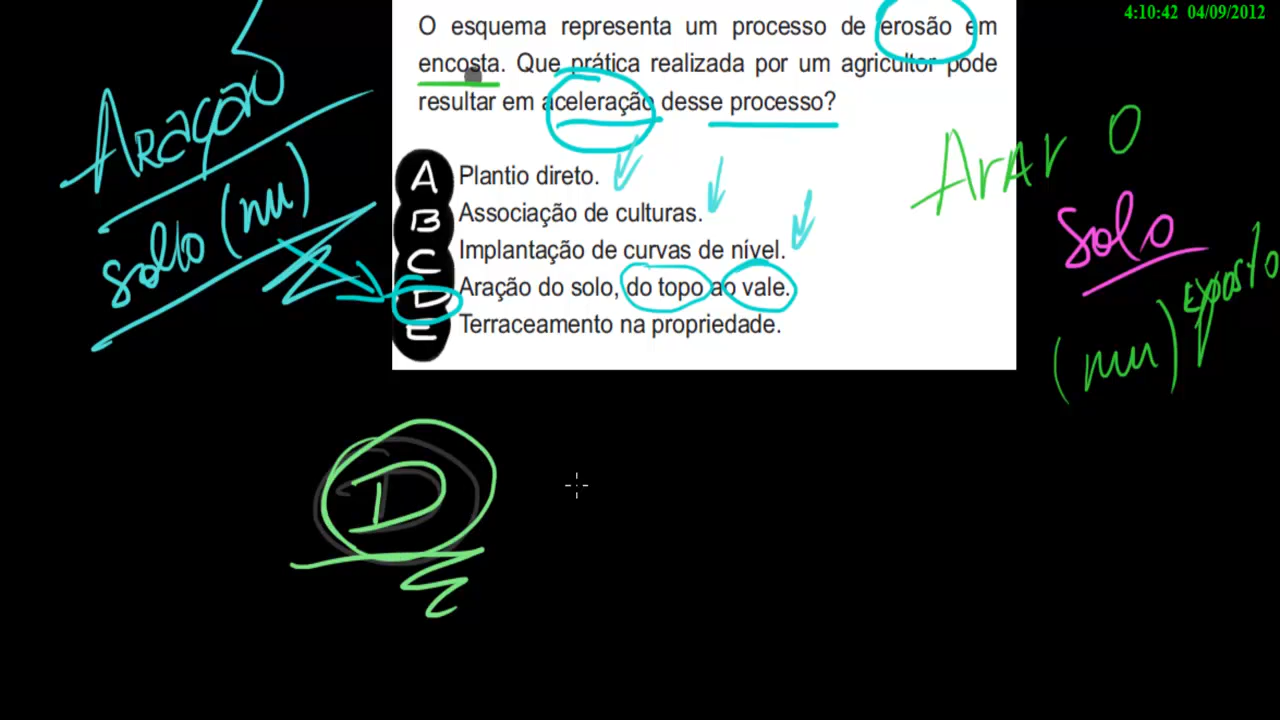 4:10:42 04/09/2012
O esquema representa um processo de erosão em
encosta. Que prática realizada por um agricultor pode
resultar em aceleração desse processo?
A Plantio direto.
B Associação de culturas.
C Implantação de curvas de nível.
D Aração do solo, do topo ao vale.
E Terraceamento na propriedade.
Aração
solto (nu)
Arar o
solo
exposto
(nu)
D